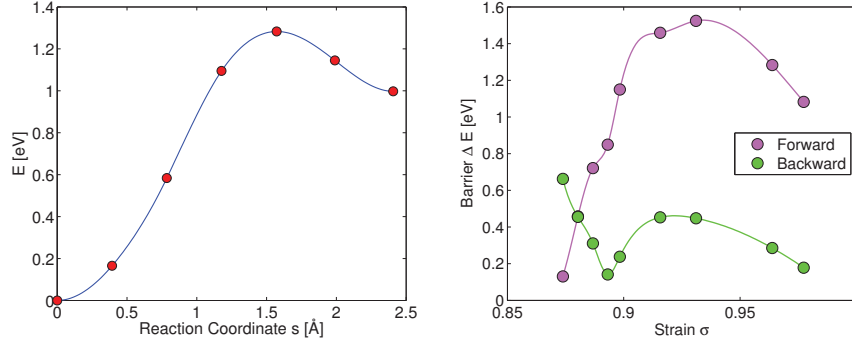 1.4
1.2
1
0.8
0.6
0.4
0.2
0
E [eV]
0 0.5 1 1.5 2 2.5
Reaction Coordinate s [Å]
1.6
1.4
1.2
1
0.8
0.6
0.4
0.2
0
Barrier Δ E [eV]
Forward
Backward
0.85 0.9 0.95
Strain σ